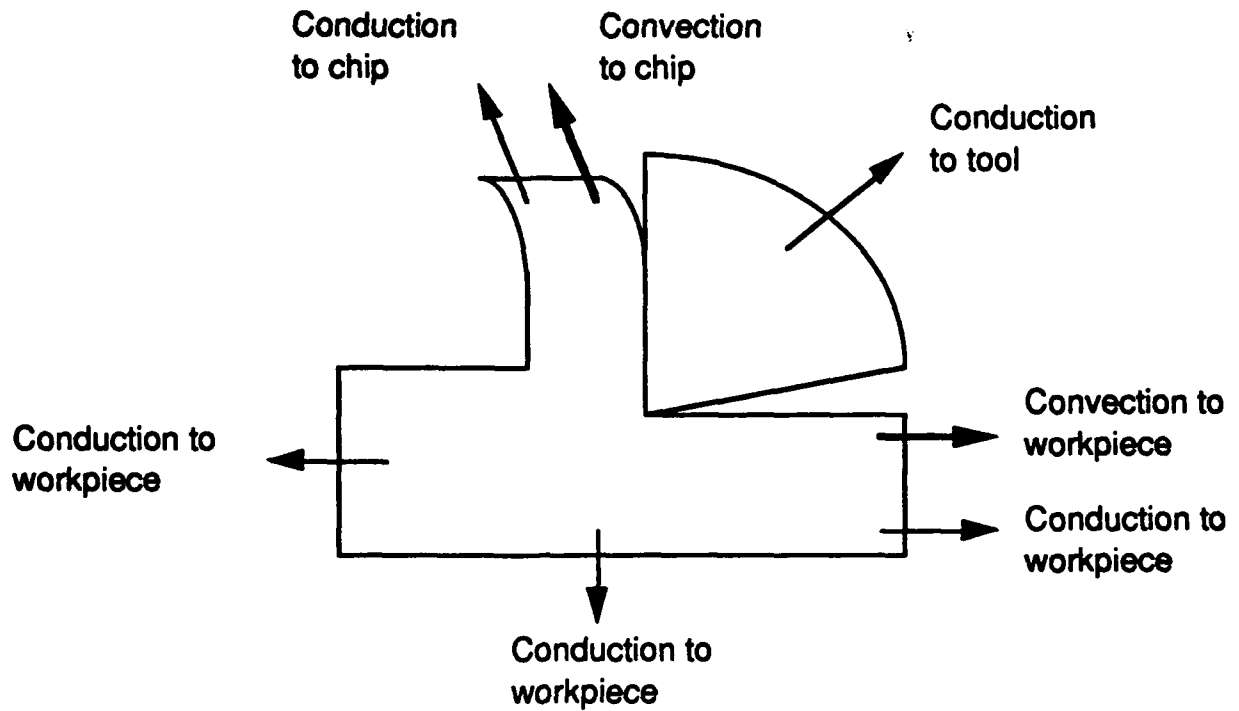 Conduction
to chip
Convection
to chip
Conduction
to tool
Convection to
workpiece
Conduction to
workpiece
Conduction to
workpiece
Conduction to
workpiece